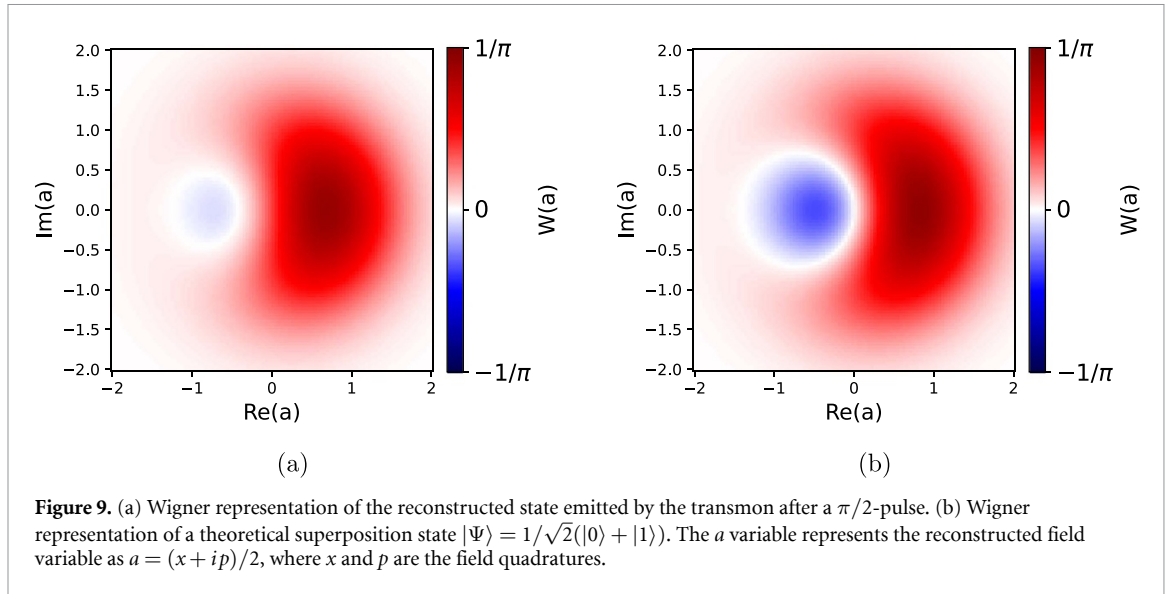 2.0
1.5
1.0
0.5
0.0
−0.5
−1.0
−1.5
−2.0
Im(a)
−2
−1
0
1
2
Re(a)
1/π
0
−1/π
W(a)
(a)
2.0
1.5
1.0
0.5
0.0
−0.5
−1.0
−1.5
−2.0
Im(a)
−2
−1
0
1
2
Re(a)
1/π
0
−1/π
W(a)
(b)
Figure 9. (a) Wigner representation of the reconstructed state emitted by the transmon after a π/2-pulse. (b) Wigner
representation of a theoretical superposition state |Ψ⟩ = 1/√2(|0⟩ + |1⟩). The a variable represents the reconstructed field
variable as a = (x + ip)/2, where x and p are the field quadratures.